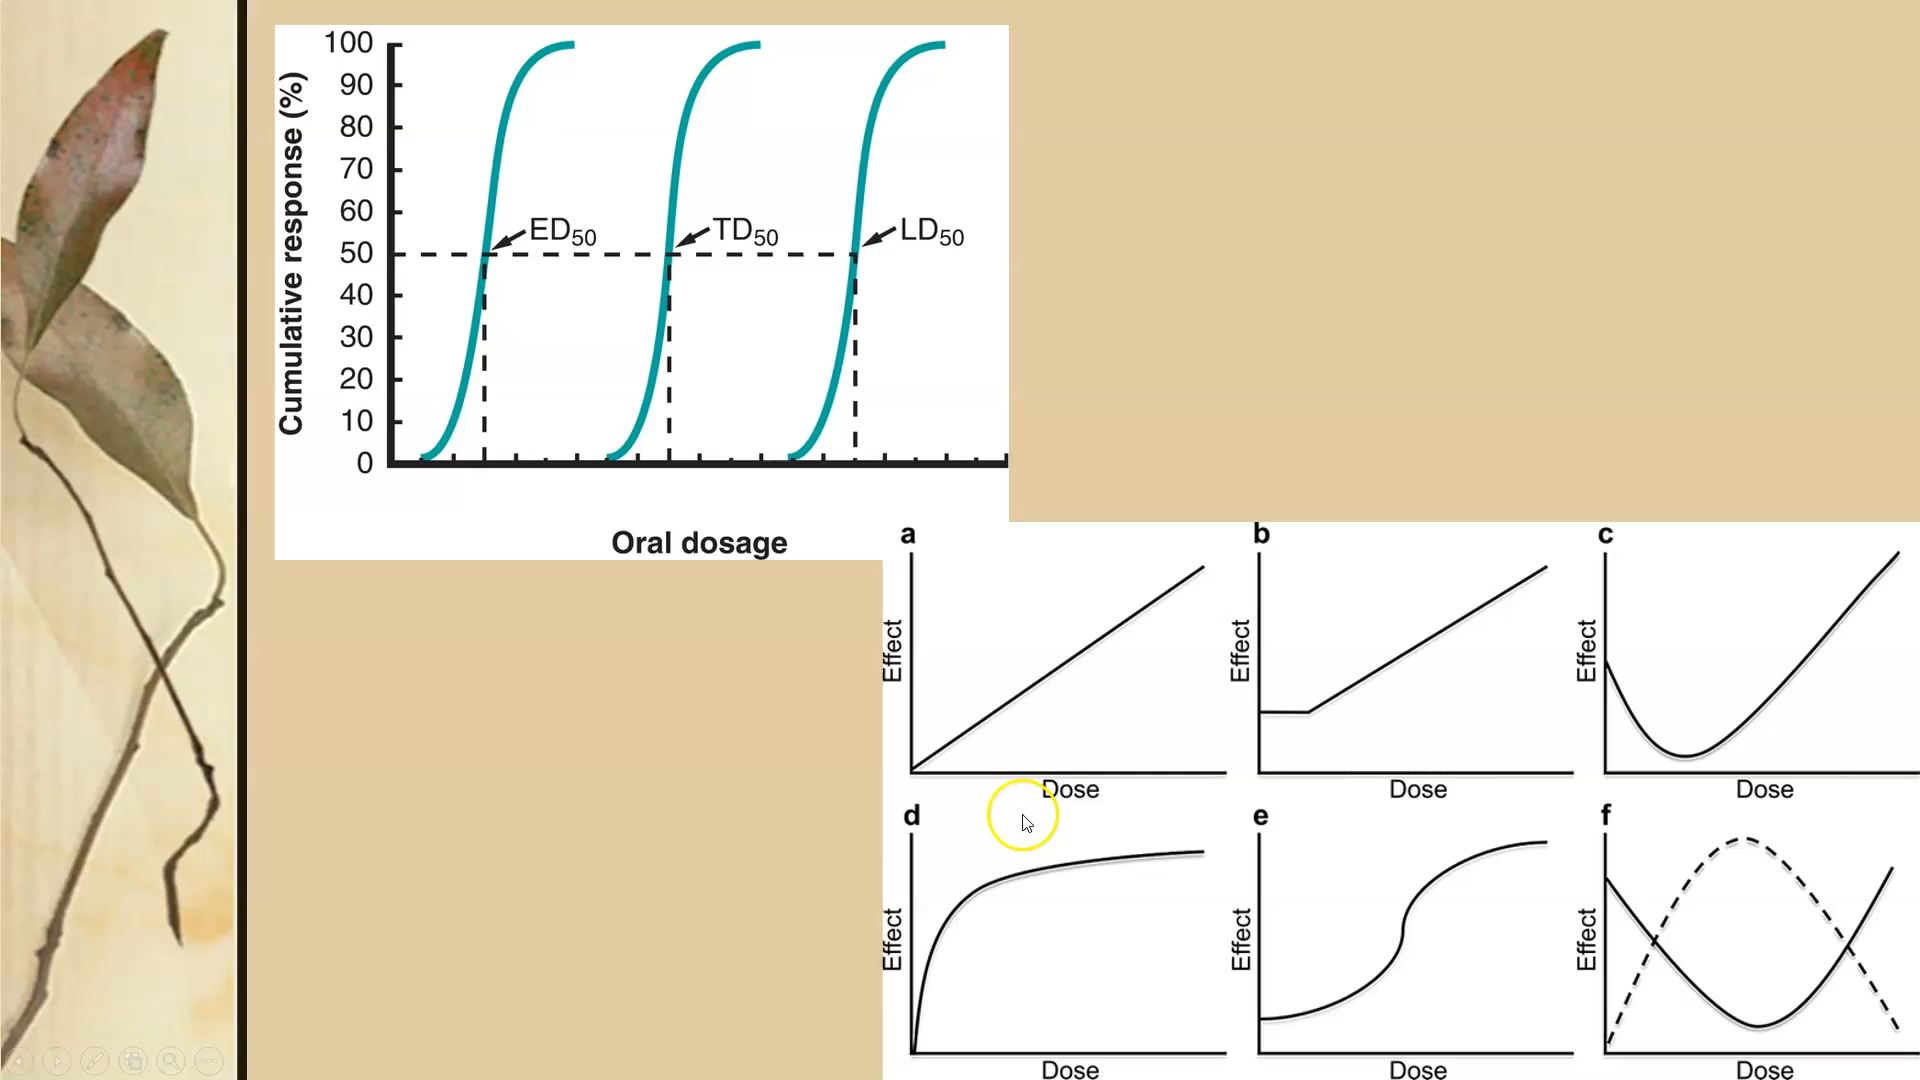 Cumulative response (%)
100
90
80
70
60
50
40
30
20
10
0
ED50
TD50
LD50
Oral dosage
a
Effect
Dose
b
Effect
Dose
c
Effect
Dose
d
Effect
Dose
e
Effect
Dose
f
Effect
Dose